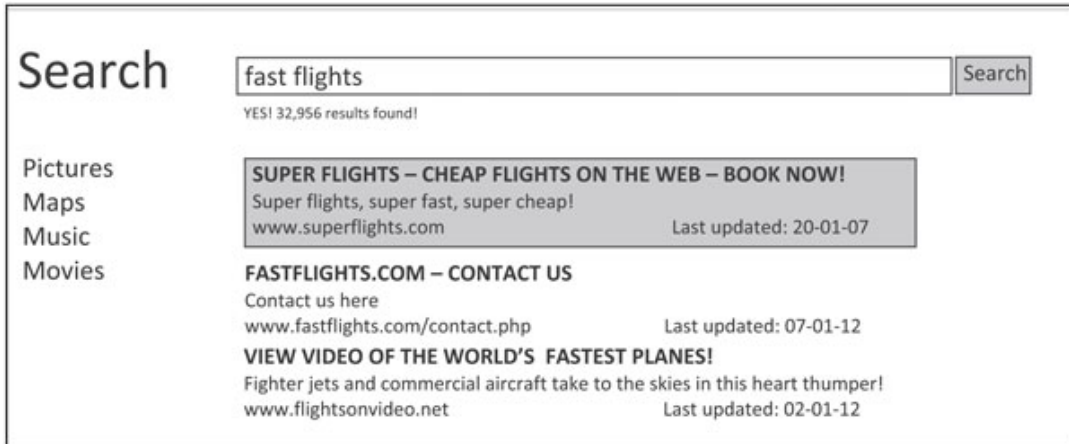 Search
fast flights Search
YES! 32,956 results found!
Pictures
Maps
Music
Movies
SUPER FLIGHTS – CHEAP FLIGHTS ON THE WEB – BOOK NOW!
Super flights, super fast, super cheap!
www.superflights.com Last updated: 20-01-07
FASTFLIGHTS.COM – CONTACT US
Contact us here
www.fastflights.com/contact.php Last updated: 07-01-12
VIEW VIDEO OF THE WORLD’S FASTEST PLANES!
Fighter jets and commercial aircraft take to the skies in this heart thumper!
www.flightsonvideo.net Last updated: 02-01-12